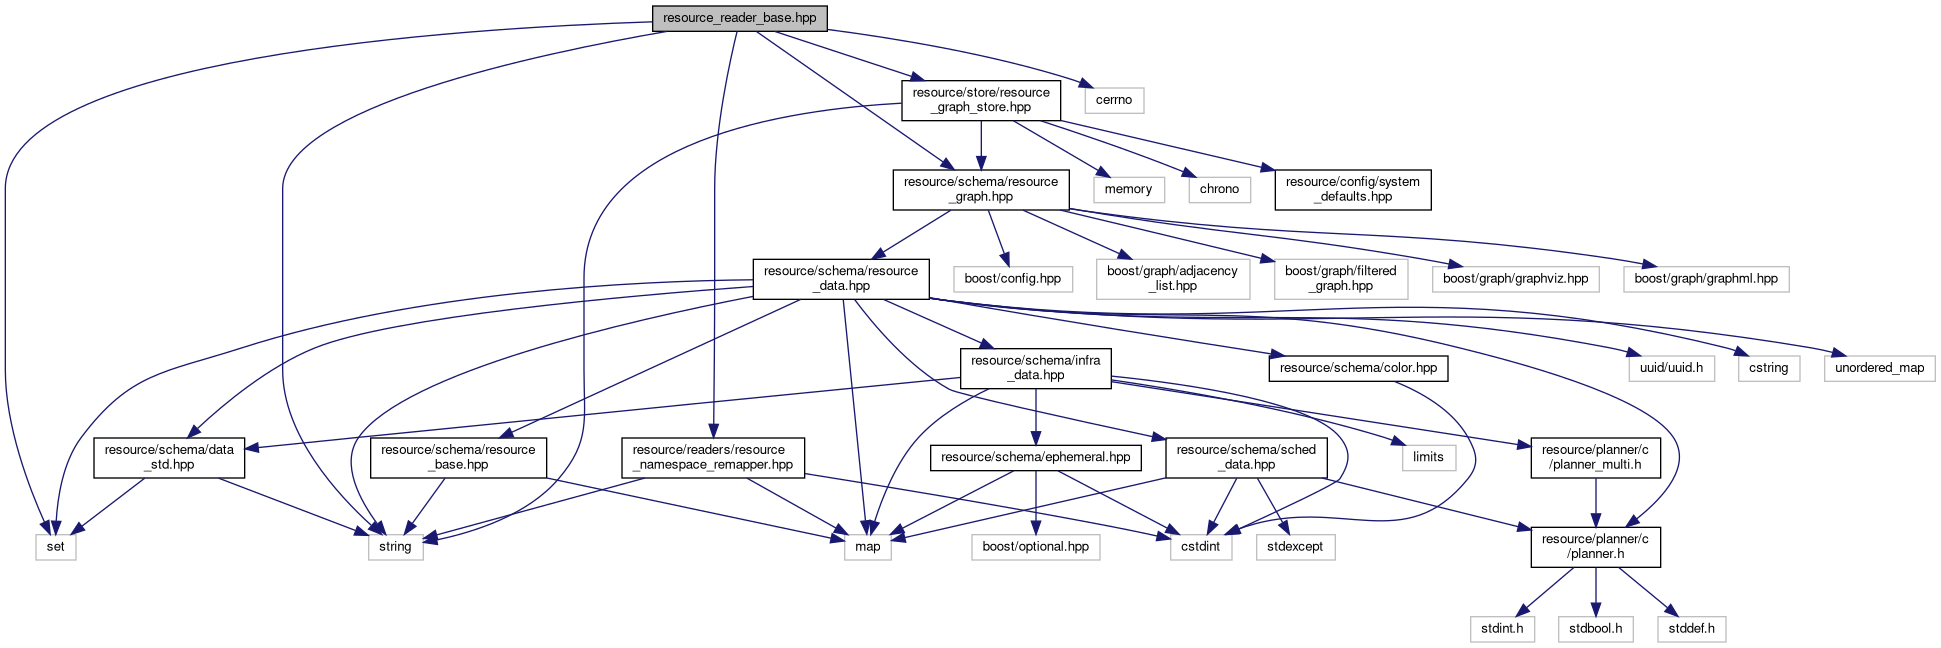 resource_reader_base.hpp
resource/store/resource
_graph_store.hpp
cerrno
resource/schema/resource
_graph.hpp
memory
chrono
resource/config/system
_defaults.hpp
resource/schema/resource
_data.hpp
boost/config.hpp
boost/graph/adjacency
_list.hpp
boost/graph/filtered
_graph.hpp
boost/graph/graphviz.hpp
boost/graph/graphml.hpp
resource/schema/infra
_data.hpp
resource/schema/color.hpp
uuid/uuid.h
cstring
unordered_map
resource/schema/data
_std.hpp
resource/schema/resource
_base.hpp
resource/readers/resource
_namespace_remapper.hpp
resource/schema/ephemeral.hpp
resource/schema/sched
_data.hpp
limits
resource/planner/c
/planner_multi.h
set
string
map
boost/optional.hpp
cstdint
stdexcept
resource/planner/c
/planner.h
stdint.h
stdbool.h
stddef.h